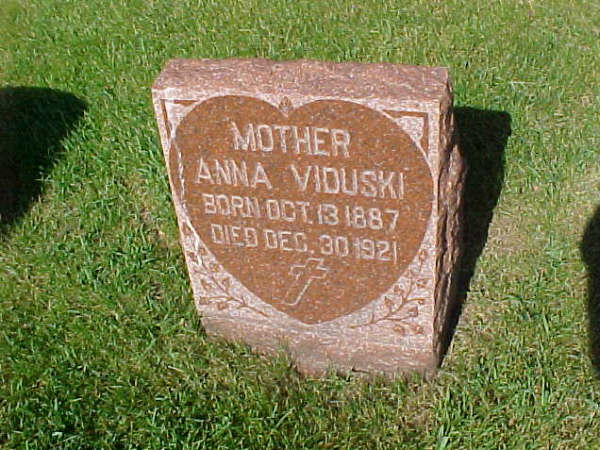 MOTHER
ANNA VIDUSKI
BORN OCT. 13 1887
DIED DEC. 30 1921